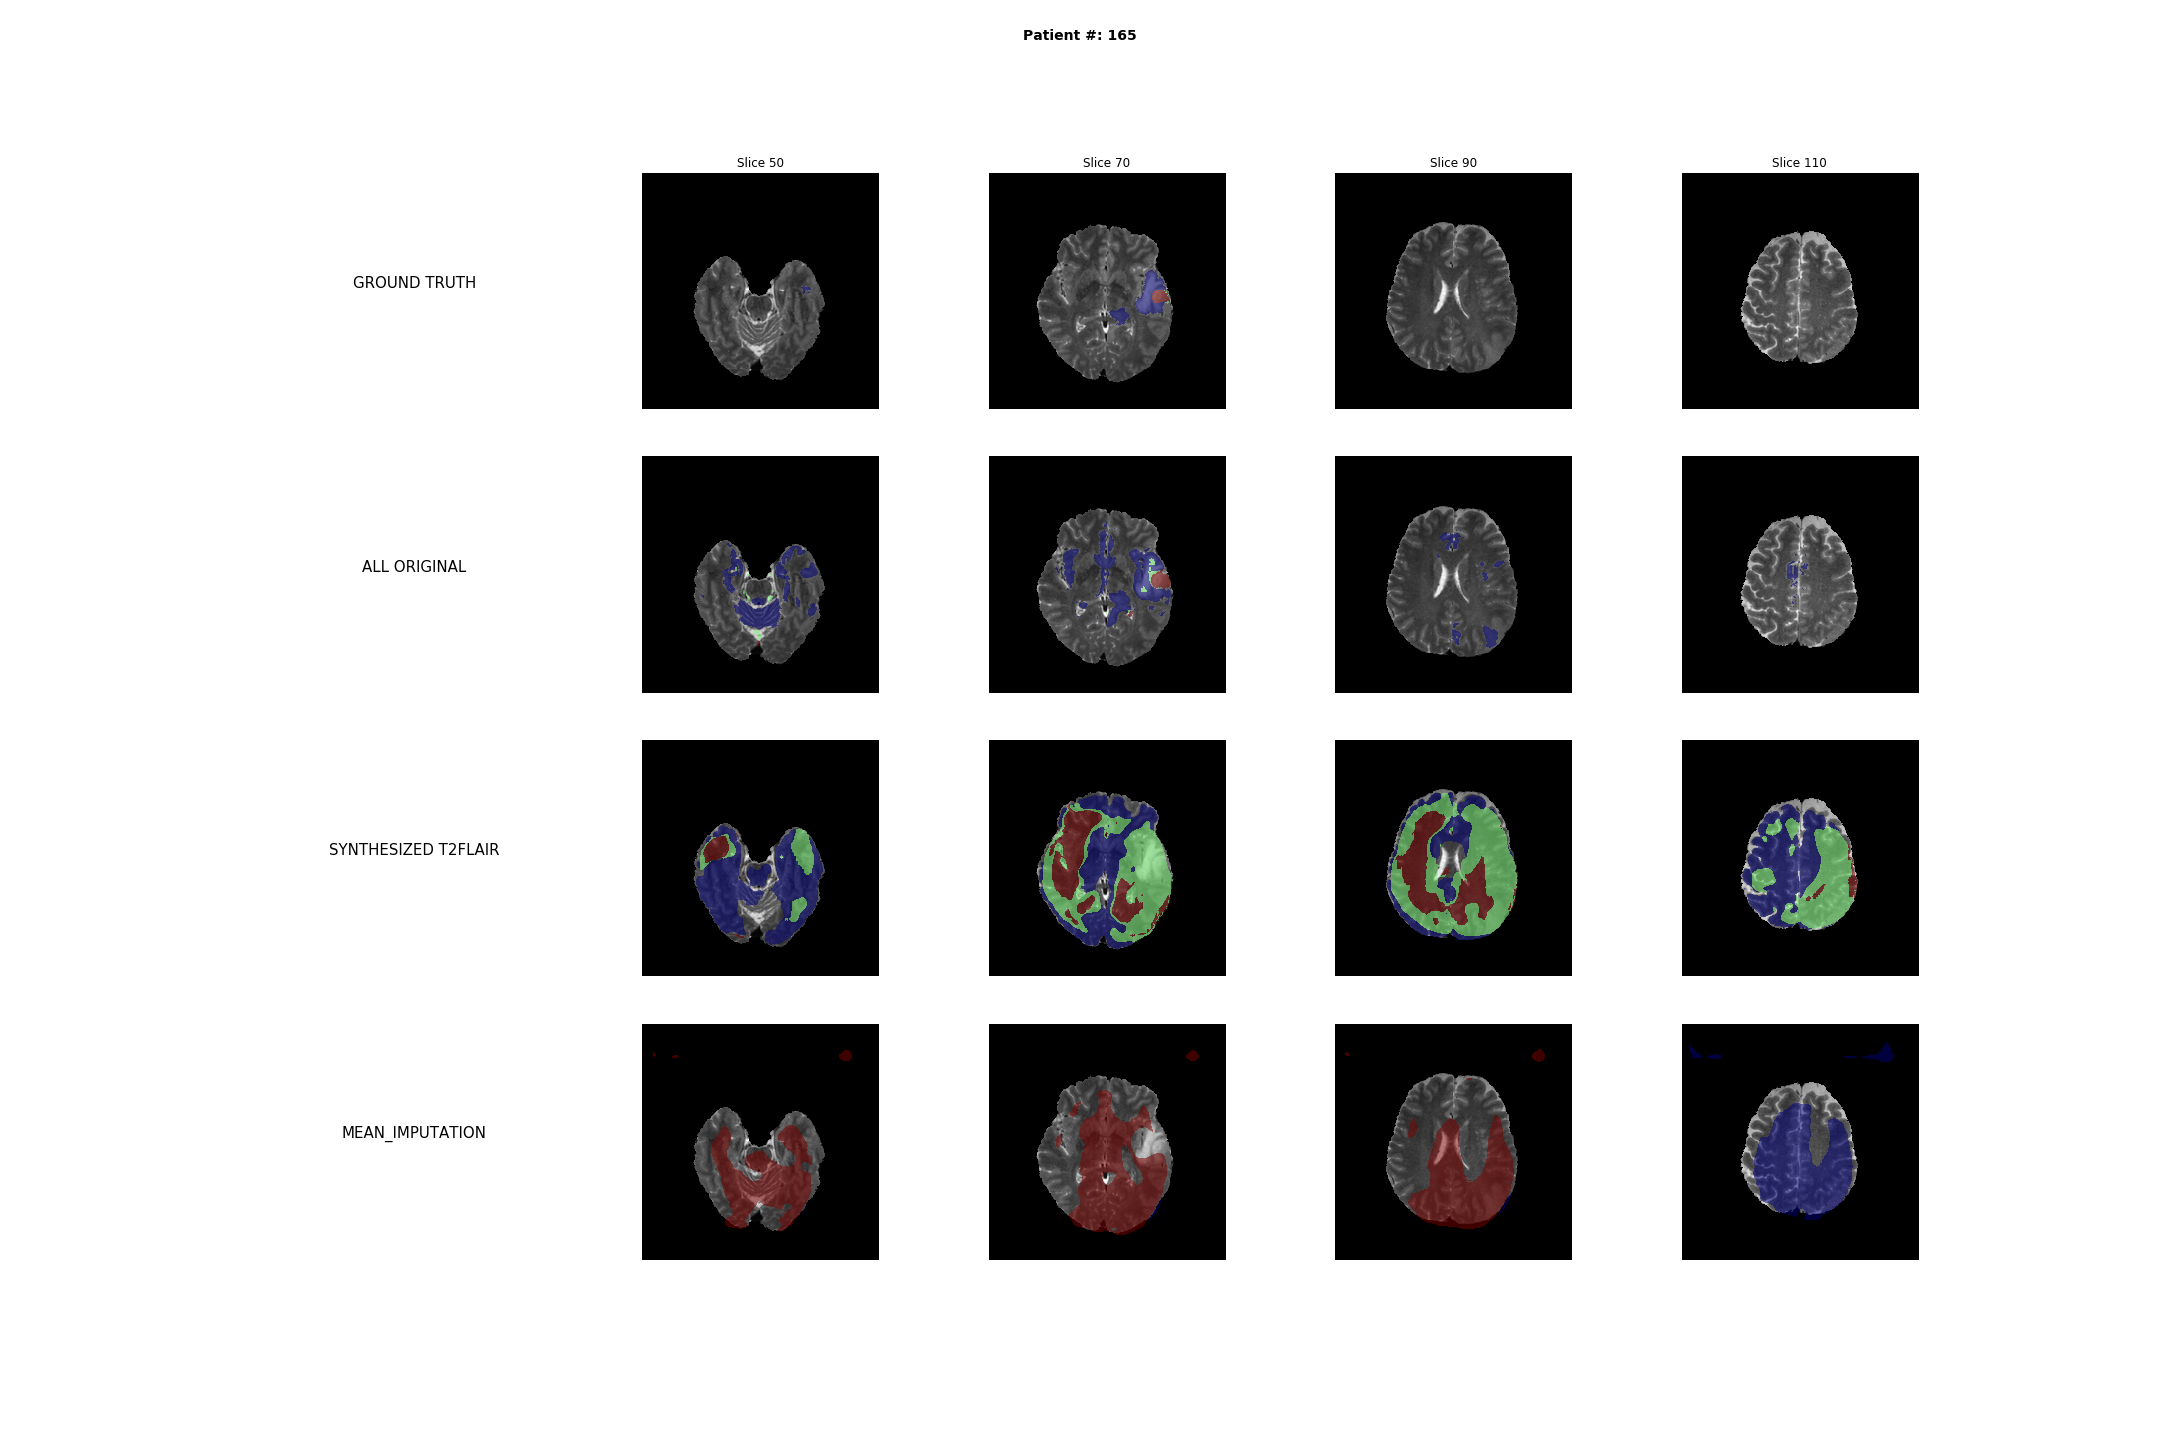 Patient #: 165
Slice 50 Slice 70 Slice 90 Slice 110
GROUND TRUTH
ALL ORIGINAL
SYNTHESIZED T2FLAIR
MEAN_IMPUTATION